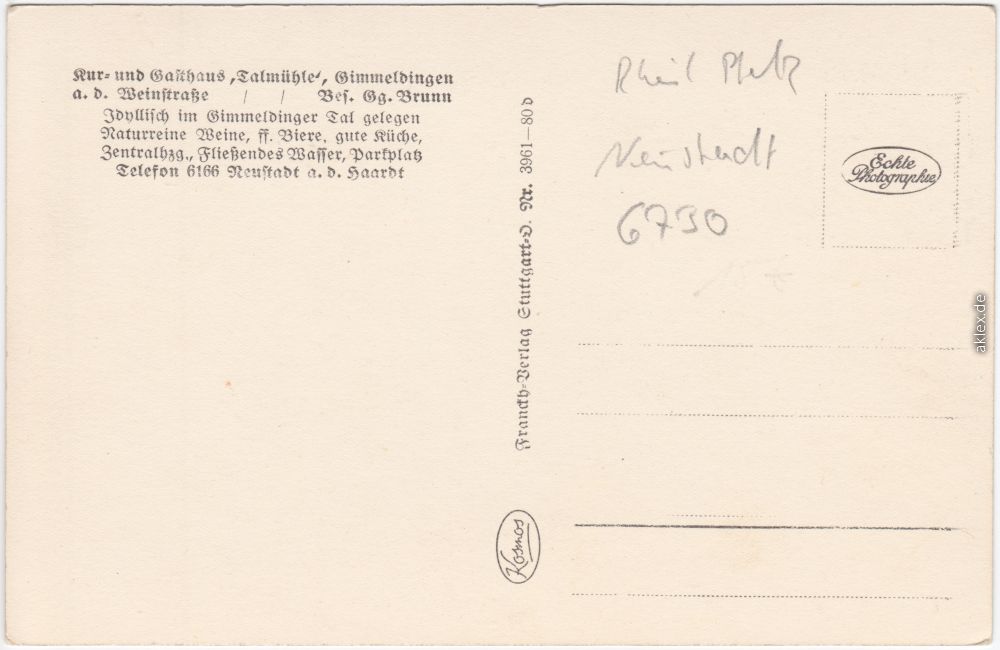 Kur- und Gasthaus ‚Talmühle', Gimmeldingen
a. d. Weinstraße / / Bes. Gg. Brunn
Idyllisch im Gimmeldinger Tal gelegen
Naturreine Weine, ff. Biere, gute Küche,
Zentralhzg., Fließendes Wasser, Parkplatz
Telefon 6166 Neustadt a. d. Haardt
Franckh-Verlag Stuttgart-O. Nr. 3961–80 D
Kosmos
Rheinl Pfalz
Neustadt
6730
Echte
Photographie
aklex.de